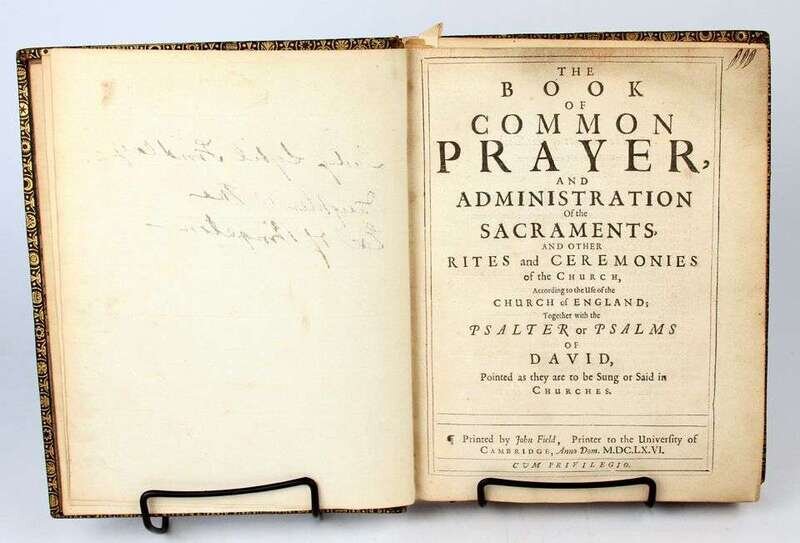 THE
BOOK
OF
COMMON
PRAYER,
AND
ADMINISTRATION
Of the
SACRAMENTS,
AND OTHER
RITES and CEREMONIES
of the CHURCH,
According to the Uſe of the
CHURCH of ENGLAND;
Together with the
PSALTER or PSALMS
OF
DAVID,
Pointed as they are to be Sung or Said in
CHURCHES.
¶ Printed by John Field, Printer to the Univerſity of
CAMBRIDGE, Anno Dom. M.DC.LXVI.
CVM PRIVILEGIO.